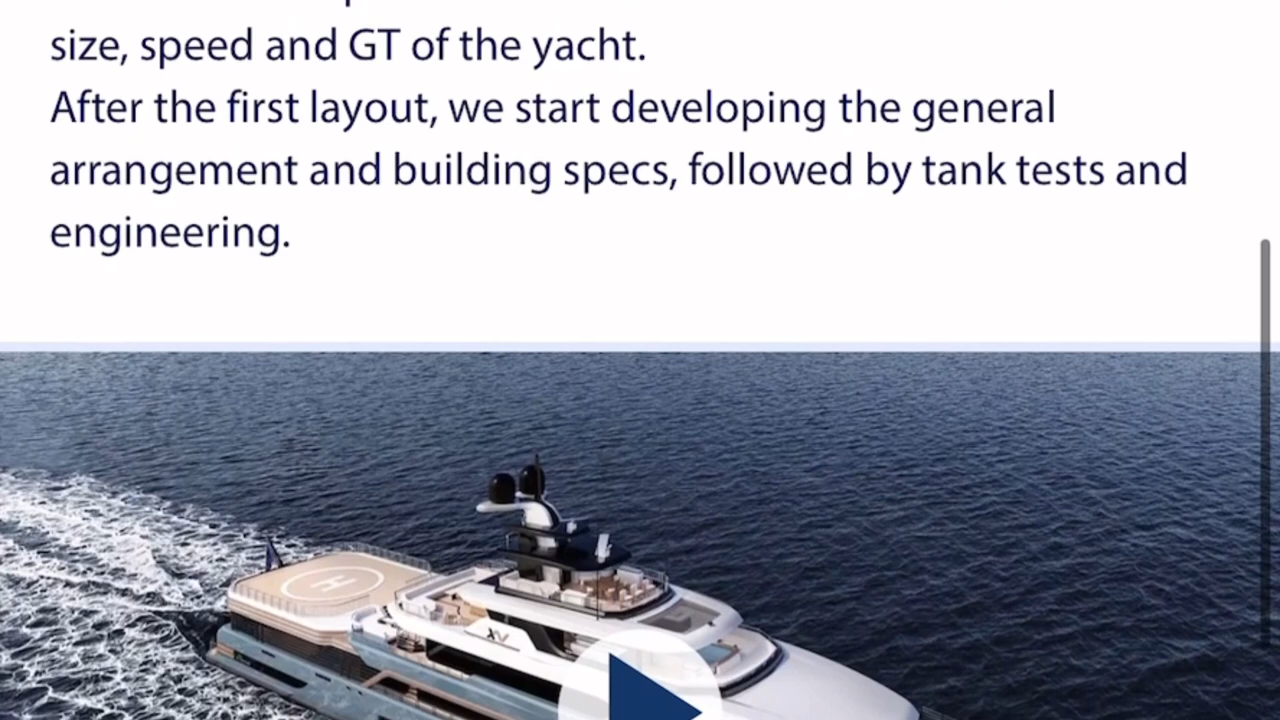 size, speed and GT of the yacht.
After the first layout, we start developing the general
arrangement and building specs, followed by tank tests and
engineering.
H
XV